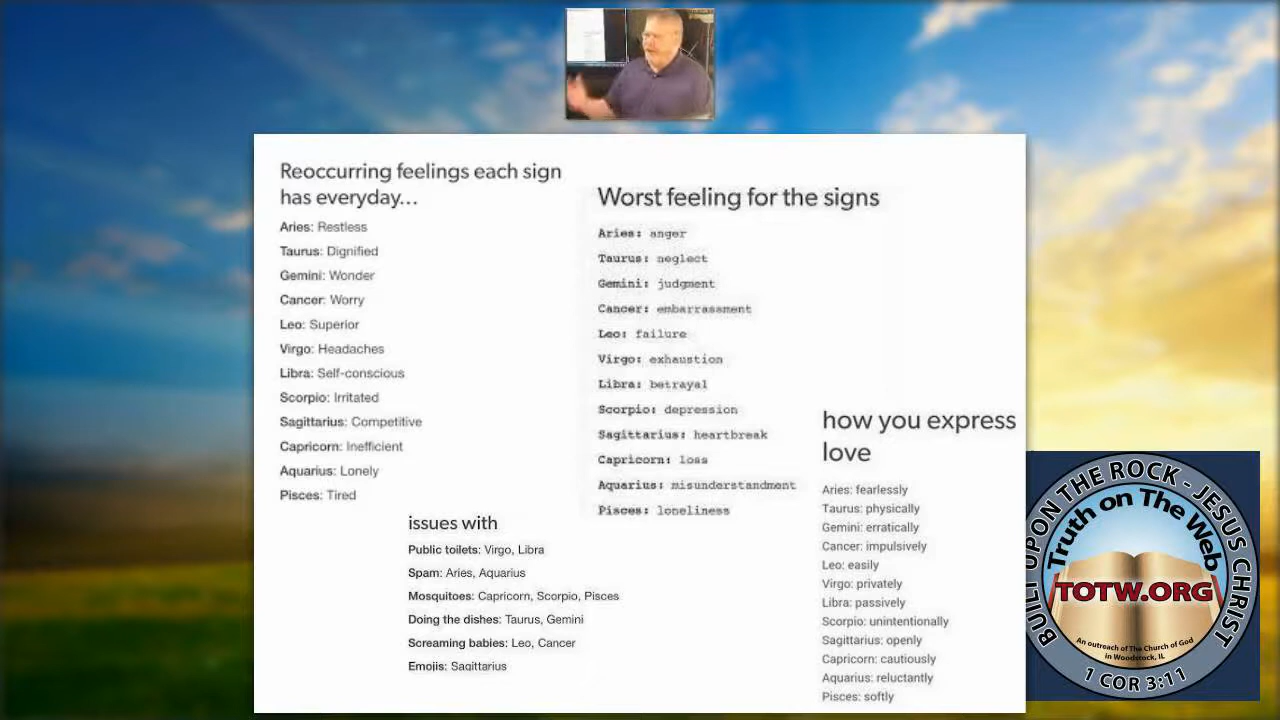 Reoccurring feelings each sign
has everyday...
Aries: Restless
Taurus: Dignified
Gemini: Wonder
Cancer: Worry
Leo: Superior
Virgo: Headaches
Libra: Self-conscious
Scorpio: Irritated
Sagittarius: Competitive
Capricorn: Inefficient
Aquarius: Lonely
Pisces: Tired
Worst feeling for the signs
Aries: anger
Taurus: neglect
Gemini: judgment
Cancer: embarrassment
Leo: failure
Virgo: exhaustion
Libra: betrayal
Scorpio: depression
Sagittarius: heartbreak
Capricorn: loss
Aquarius: misunderstandment
Pisces: loneliness
issues with
Public toilets: Virgo, Libra
Spam: Aries, Aquarius
Mosquitoes: Capricorn, Scorpio, Pisces
Doing the dishes: Taurus, Gemini
Screaming babies: Leo, Cancer
Emojis: Sagittarius
how you express
love
Aries: fearlessly
Taurus: physically
Gemini: erratically
Cancer: impulsively
Leo: easily
Virgo: privately
Libra: passively
Scorpio: unintentionally
Sagittarius: openly
Capricorn: cautiously
Aquarius: reluctantly
Pisces: softly
BUILT UPON THE ROCK - JESUS CHRIST
Truth on The Web
TOTW.ORG
An outreach of The Church of God
in Woodstock, IL
1 COR 3:11